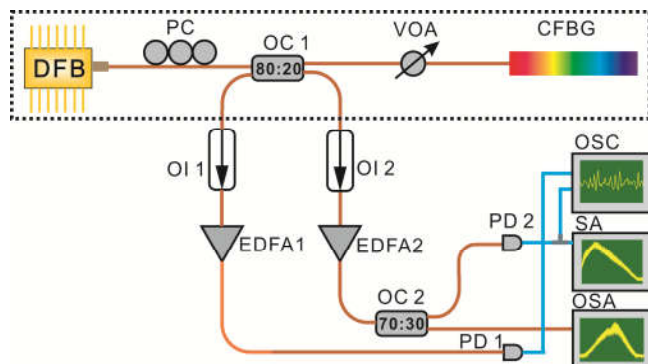 PC
OC 1
VOA
CFBG
DFB
80:20
OSC
OI 1
OI 2
PD 2
SA
EDFA1
EDFA2
OC 2
OSA
70:30
PD 1